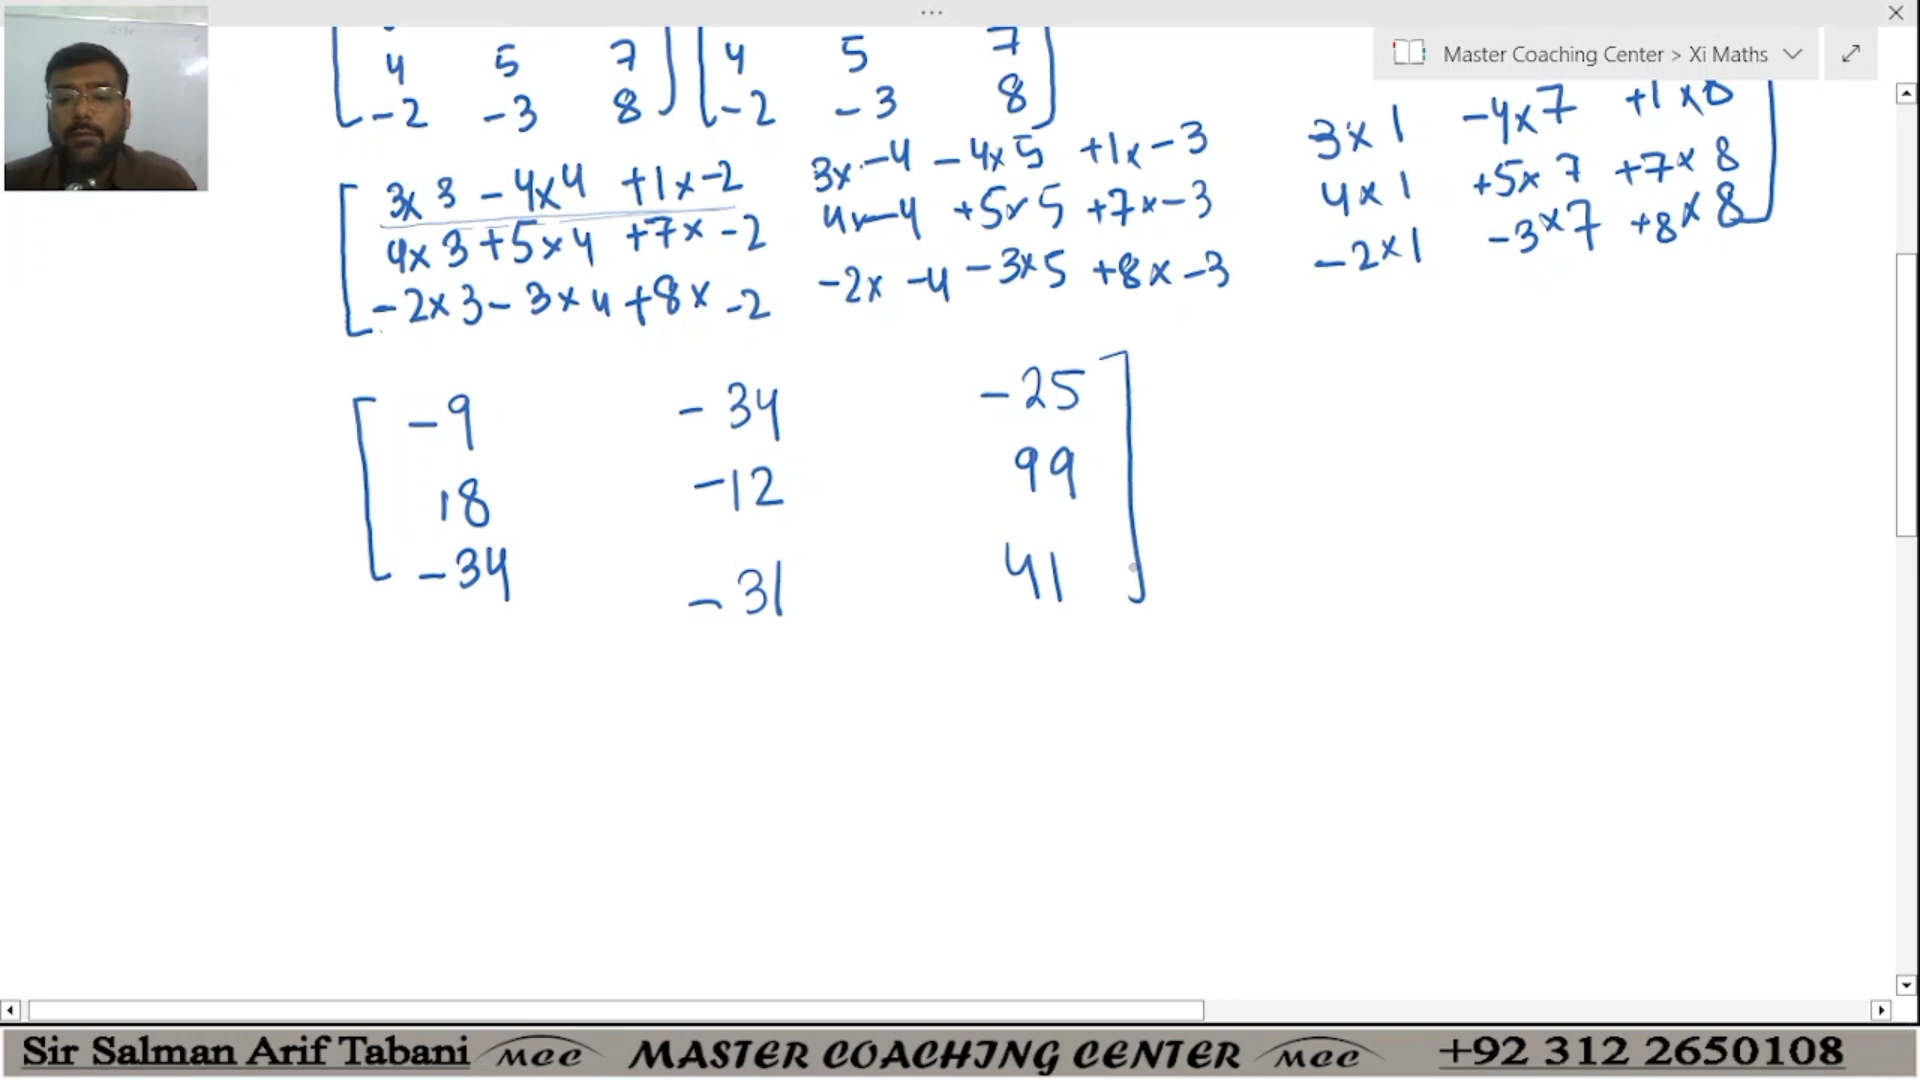 ...
Master Coaching Center > Xi Maths
4 5 7 4 5 7
-2 -3 8 -2 -3 8
3x3 -4x4 +1x-2 3x-4 -4x5 +1x-3 3x1 -4x7 +1x8
4x3+5x4 +7x-2 4x-4 +5x5 +7x-3 4x1 +5x7 +7x8
-2x3-3x4+8x-2 -2x-4-3x5+8x-3 -2x1 -3x7 +8x8
-9 -34 -25
18 -12 99
-34 -31 41
Sir Salman Arif Tabani MCC MASTER COACHING CENTER MCC +92 312 2650108